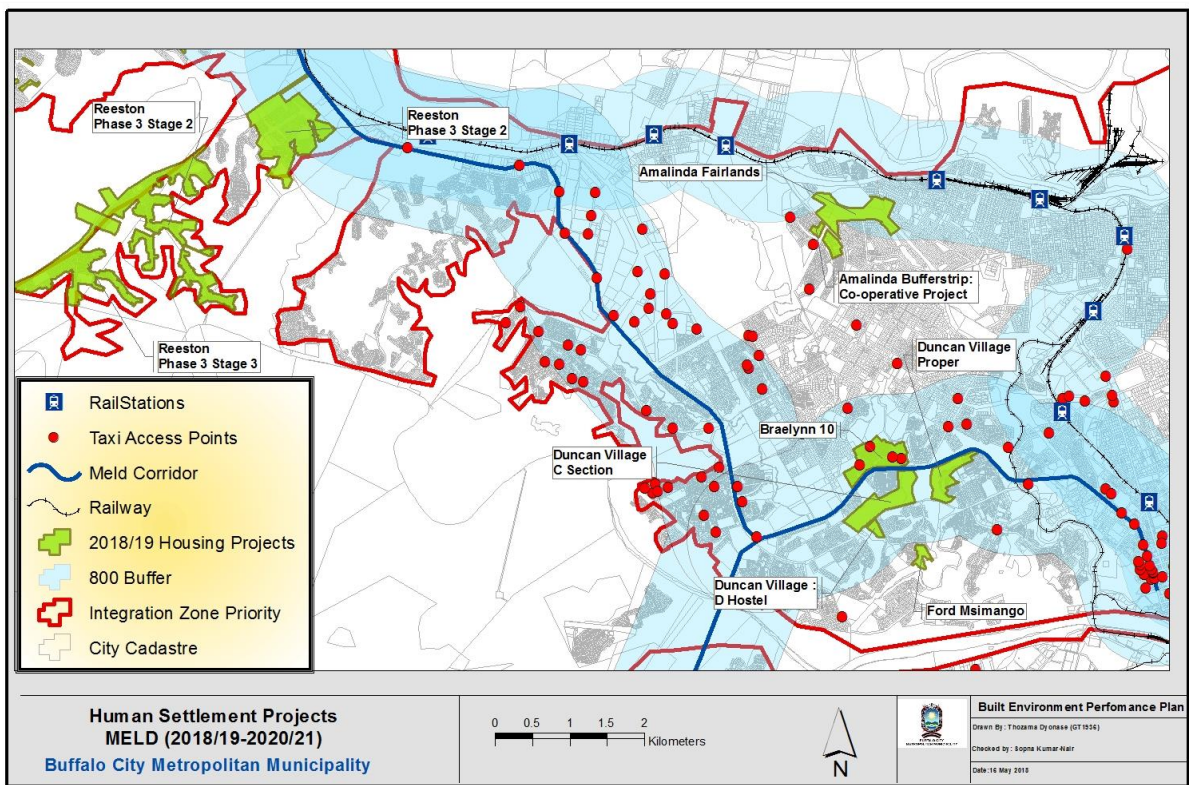 Reeston
Phase 3 Stage 2
Reeston
Phase 3 Stage 2
Amalinda Fairlands
Amalinda Bufferstrip:
Co-operative Project
Reeston
Phase 3 Stage 3
Duncan Village
Proper
Braelynn 10
Duncan Village
C Section
Duncan Village :
D Hostel
Ford Msimango
RailStations
Taxi Access Points
Meld Corridor
Railway
2018/19 Housing Projects
800 Buffer
Integration Zone Priority
City Cadastre
Human Settlement Projects
MELD (2018/19-2020/21)
Buffalo City Metropolitan Municipality
0 0.5 1 1.5 2
Kilometers
N
Built Environment Perfomance Plan
Drawn By: Thozama Dyonase (GT1936)
Checked by: Sopna Kumar-Nair
Date:16 May 2018